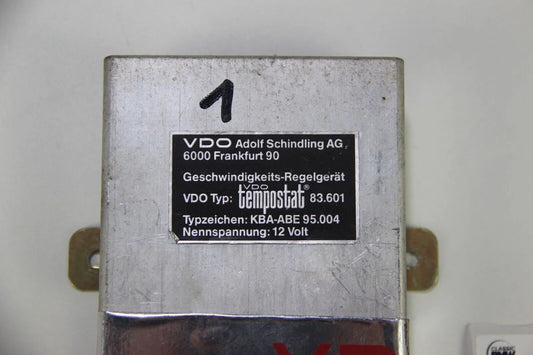 1
VDO Adolf Schindling AG,
6000 Frankfurt 90
Geschwindigkeits-Regelgerät
VDO
VDO Typ: tempostat® 83.601
Typzeichen: KBA-ABE 95.004
Nennspannung: 12 Volt
CLASSIC